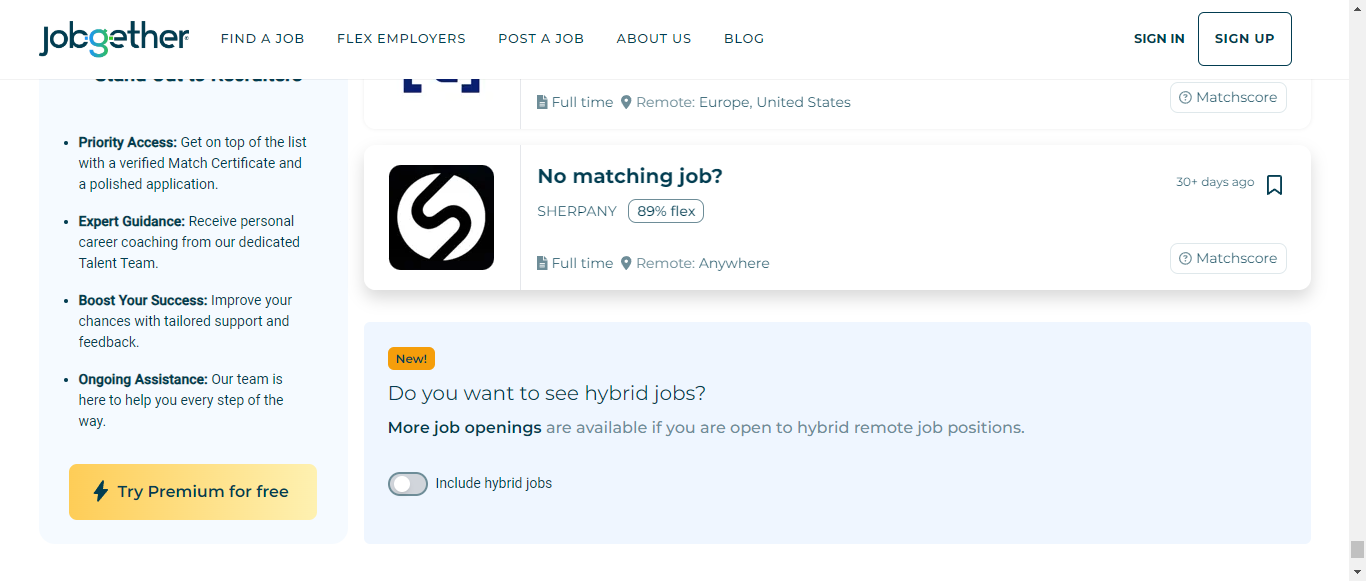 Jobgether
FIND A JOB
FLEX EMPLOYERS
POST A JOB
ABOUT US
BLOG
SIGN IN
SIGN UP
Stand Out to Recruiters
Priority Access: Get on top of the list
with a verified Match Certificate and
a polished application.
Expert Guidance: Receive personal
career coaching from our dedicated
Talent Team.
Boost Your Success: Improve your
chances with tailored support and
feedback.
Ongoing Assistance: Our team is
here to help you every step of the
way.
Try Premium for free
Full time Remote: Europe, United States
Matchscore
No matching job?
30+ days ago
SHERPANY 89% flex
Full time Remote: Anywhere
Matchscore
New!
Do you want to see hybrid jobs?
More job openings are available if you are open to hybrid remote job positions.
Include hybrid jobs